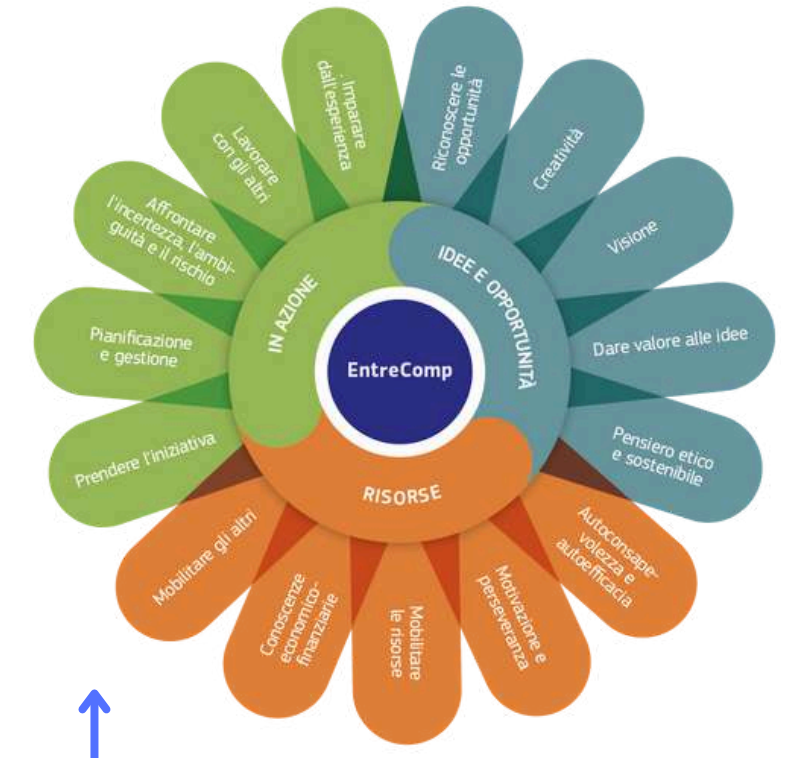 EntreComp
IDEE E OPPORTUNITÀ
Riconoscere le
opportunità
Creatività
Visione
Dare valore alle idee
Pensiero etico
e sostenibile
RISORSE
Autoconsape-
volezza e
autoefficacia
Motivazione e
perseveranza
Mobilitare
le risorse
Conoscenze
economico-
finanziarie
Mobilitare gli altri
IN AZIONE
Prendere l'iniziativa
Pianificazione
e gestione
Affrontare
l'incertezza, l'ambi-
guità e il rischio
Lavorare
con gli altri
Imparare
dall'esperienza